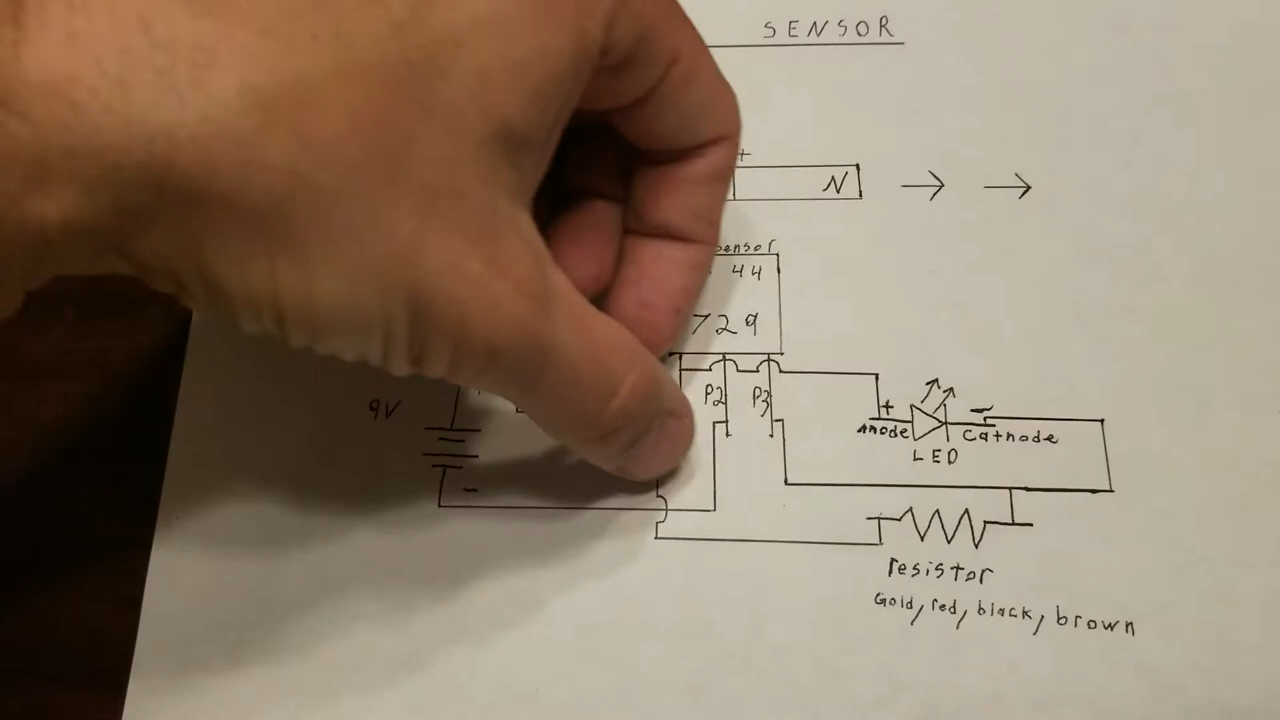 SENSOR
+
N
sensor
44
729
9V
P2
P3
+
-
Anode
Cathode
LED
-
resistor
Gold, red, black, brown